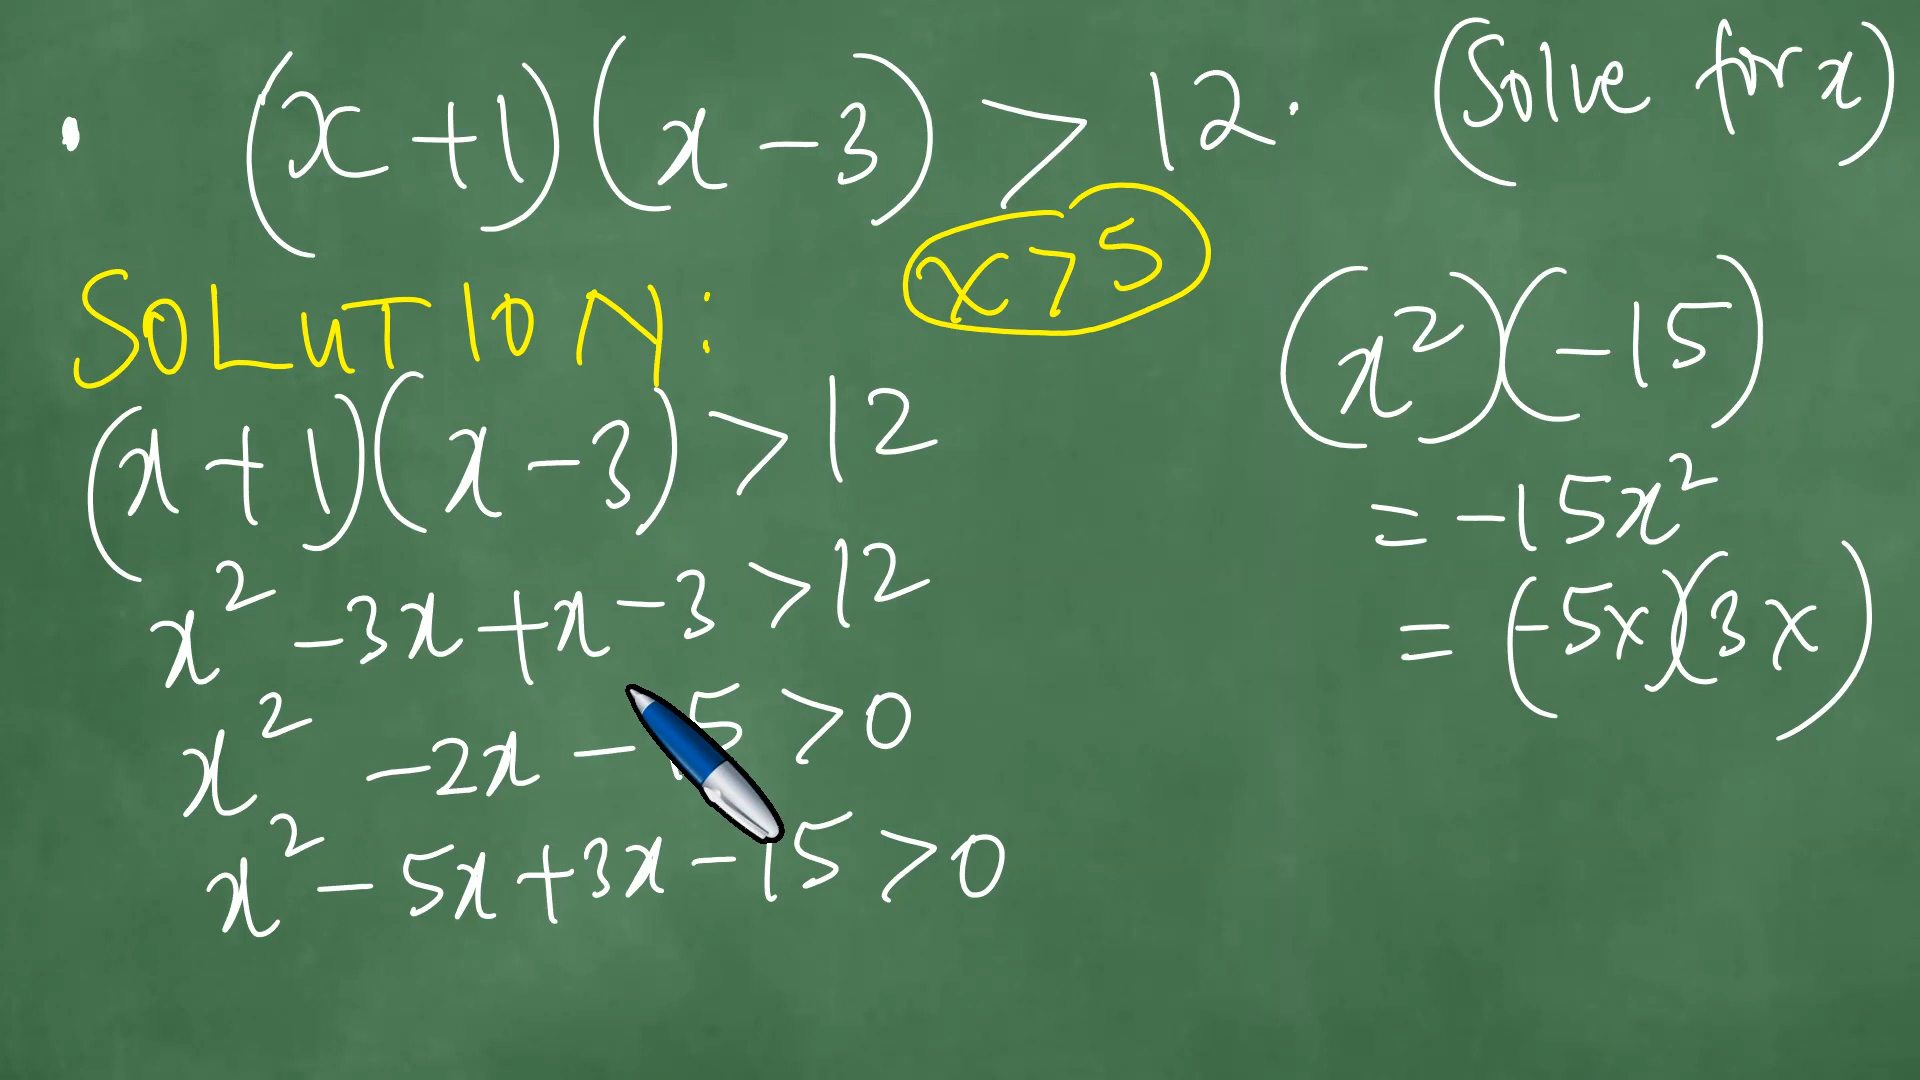 . (x+1)(x-3) > 12. (Solve for x)
x>5
SOLUTION:
(x+1)(x-3) > 12
x² -3x +x -3 >12
x² -2x - 5 >0
x² - 5x +3x -15 >0
(x²)(-15)
= -15x²
= (-5x)(3x)